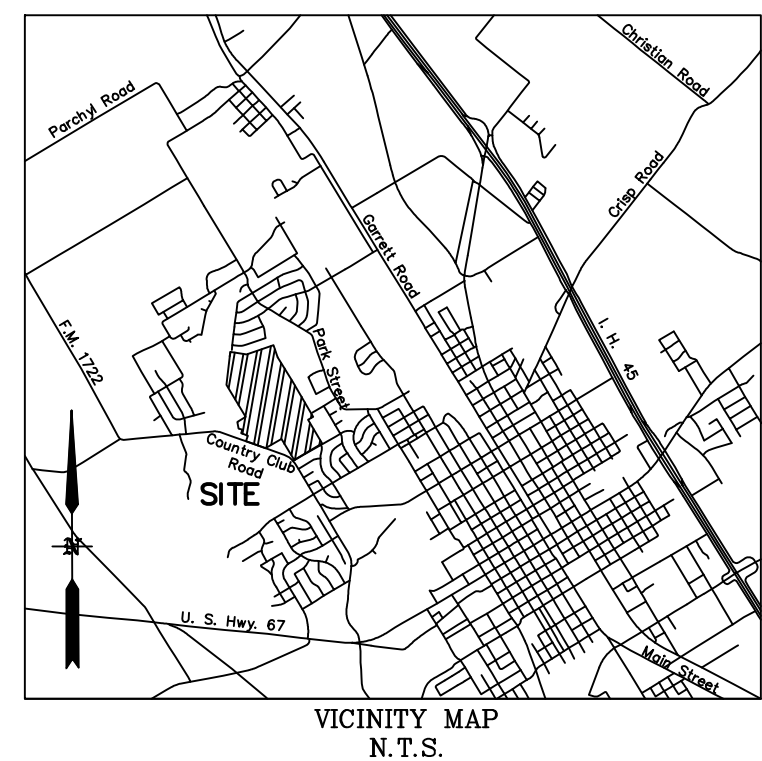 Christian Road
Parchyl Road
Crisp Road
Garrett Road
F.M. 1722
I. H. 45
Park Street
Country Club
Road
SITE
N
U. S. Hwy. 67
Main Street
VICINITY MAP
N.T.S.